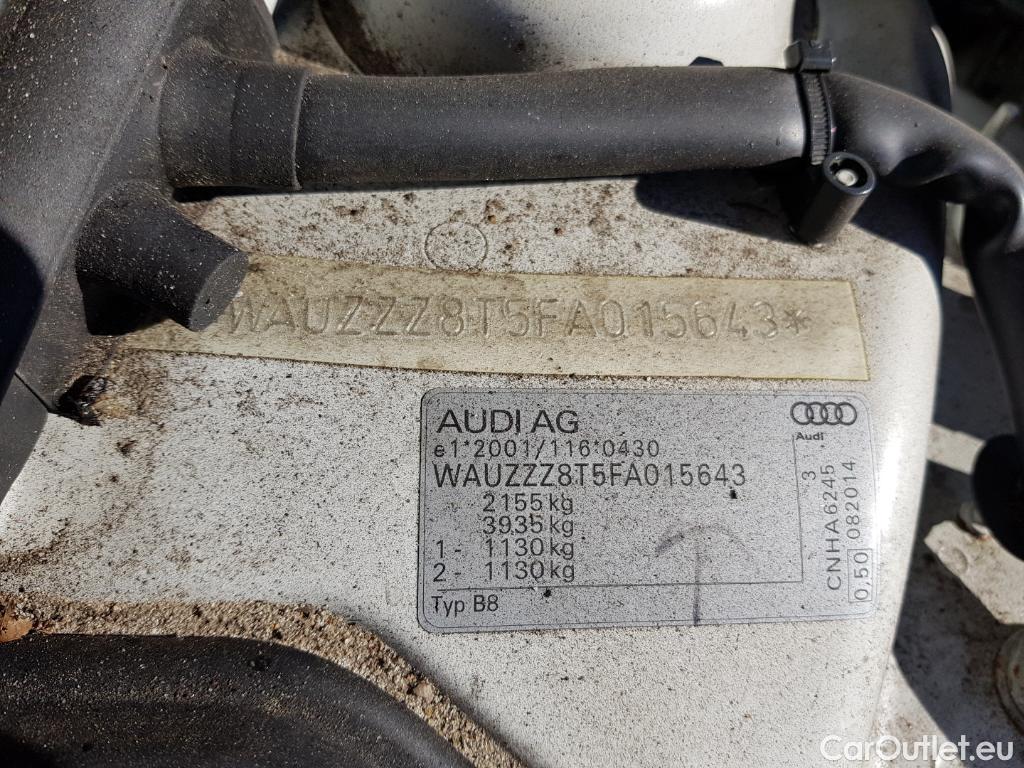 WAUZZZ8T5FA015643*
AUDI AG
Audi
e1*2001/116*0430
WAUZZZ8T5FA015643
2155 kg
3935 kg
1 - 1130 kg
2 - 1130 kg
Typ B8
3
CNHA6245
0,50 082014
CarOutlet.eu